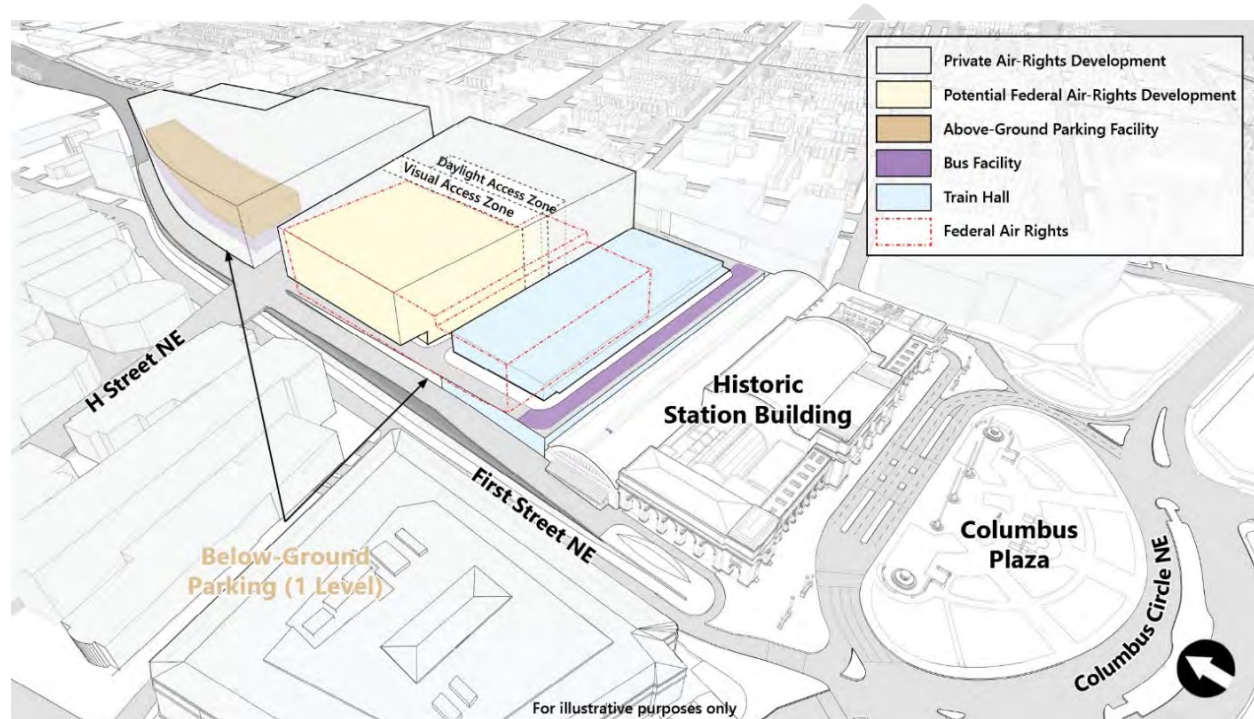 Private Air-Rights Development
Potential Federal Air-Rights Development
Above-Ground Parking Facility
Bus Facility
Train Hall
Federal Air Rights
Daylight Access Zone
Visual Access Zone
H Street NE
Historic
Station Building
First Street NE
Columbus
Plaza
Below-Ground
Parking (1 Level)
Columbus Circle NE
For illustrative purposes only